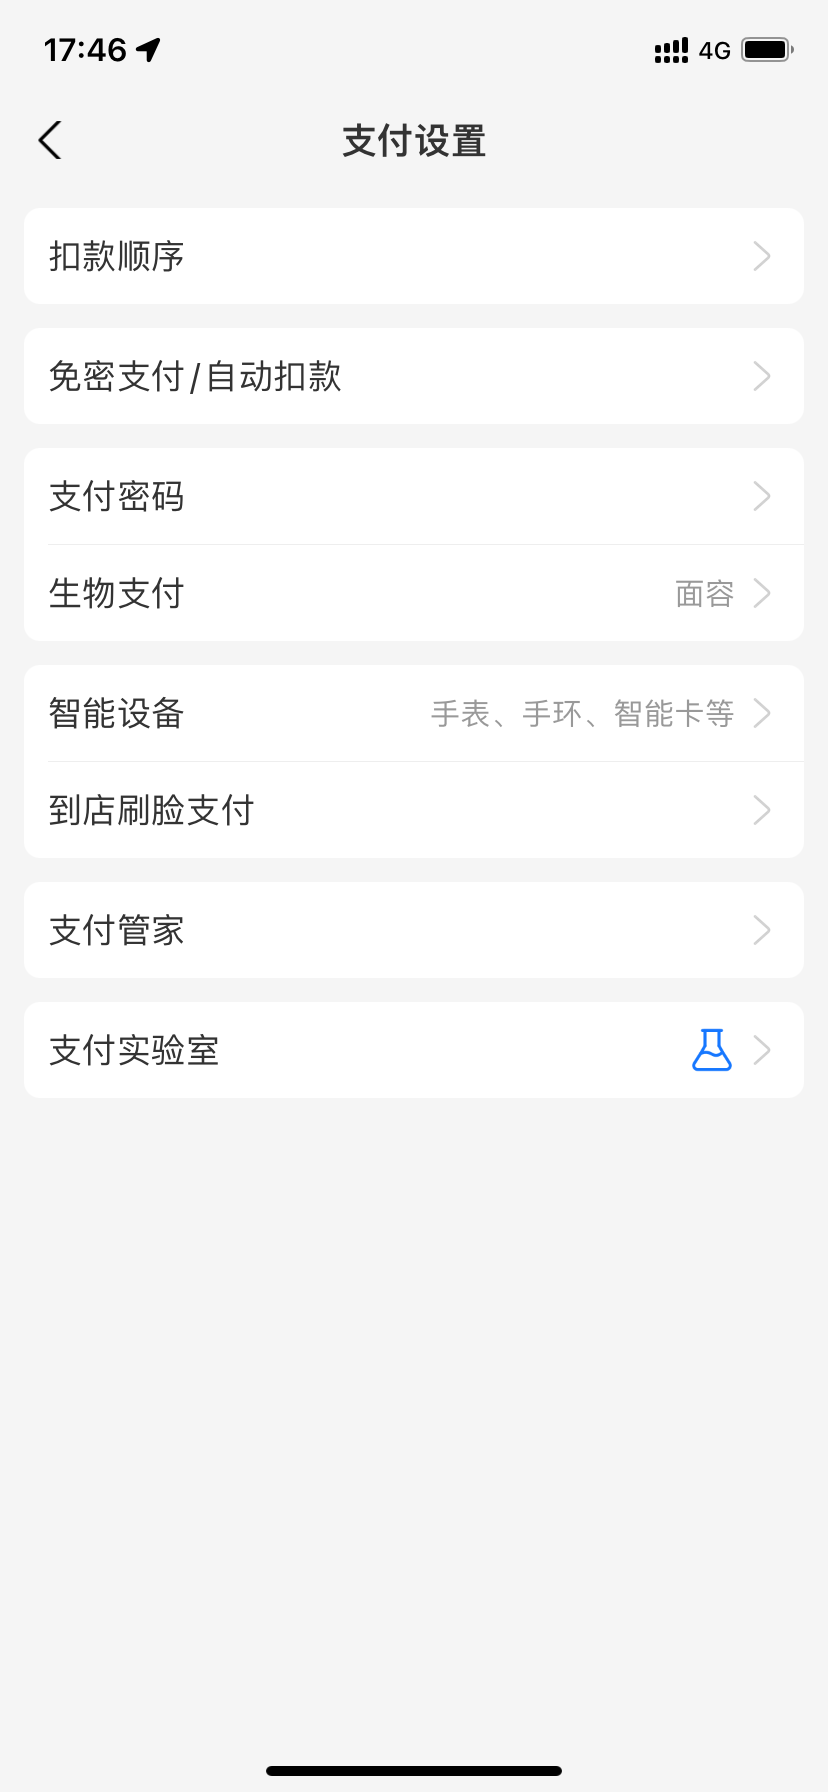 17:46
4G
支付设置
扣款顺序
免密支付/自动扣款
支付密码
生物支付 面容
智能设备 手表、手环、智能卡等
到店刷脸支付
支付管家
支付实验室